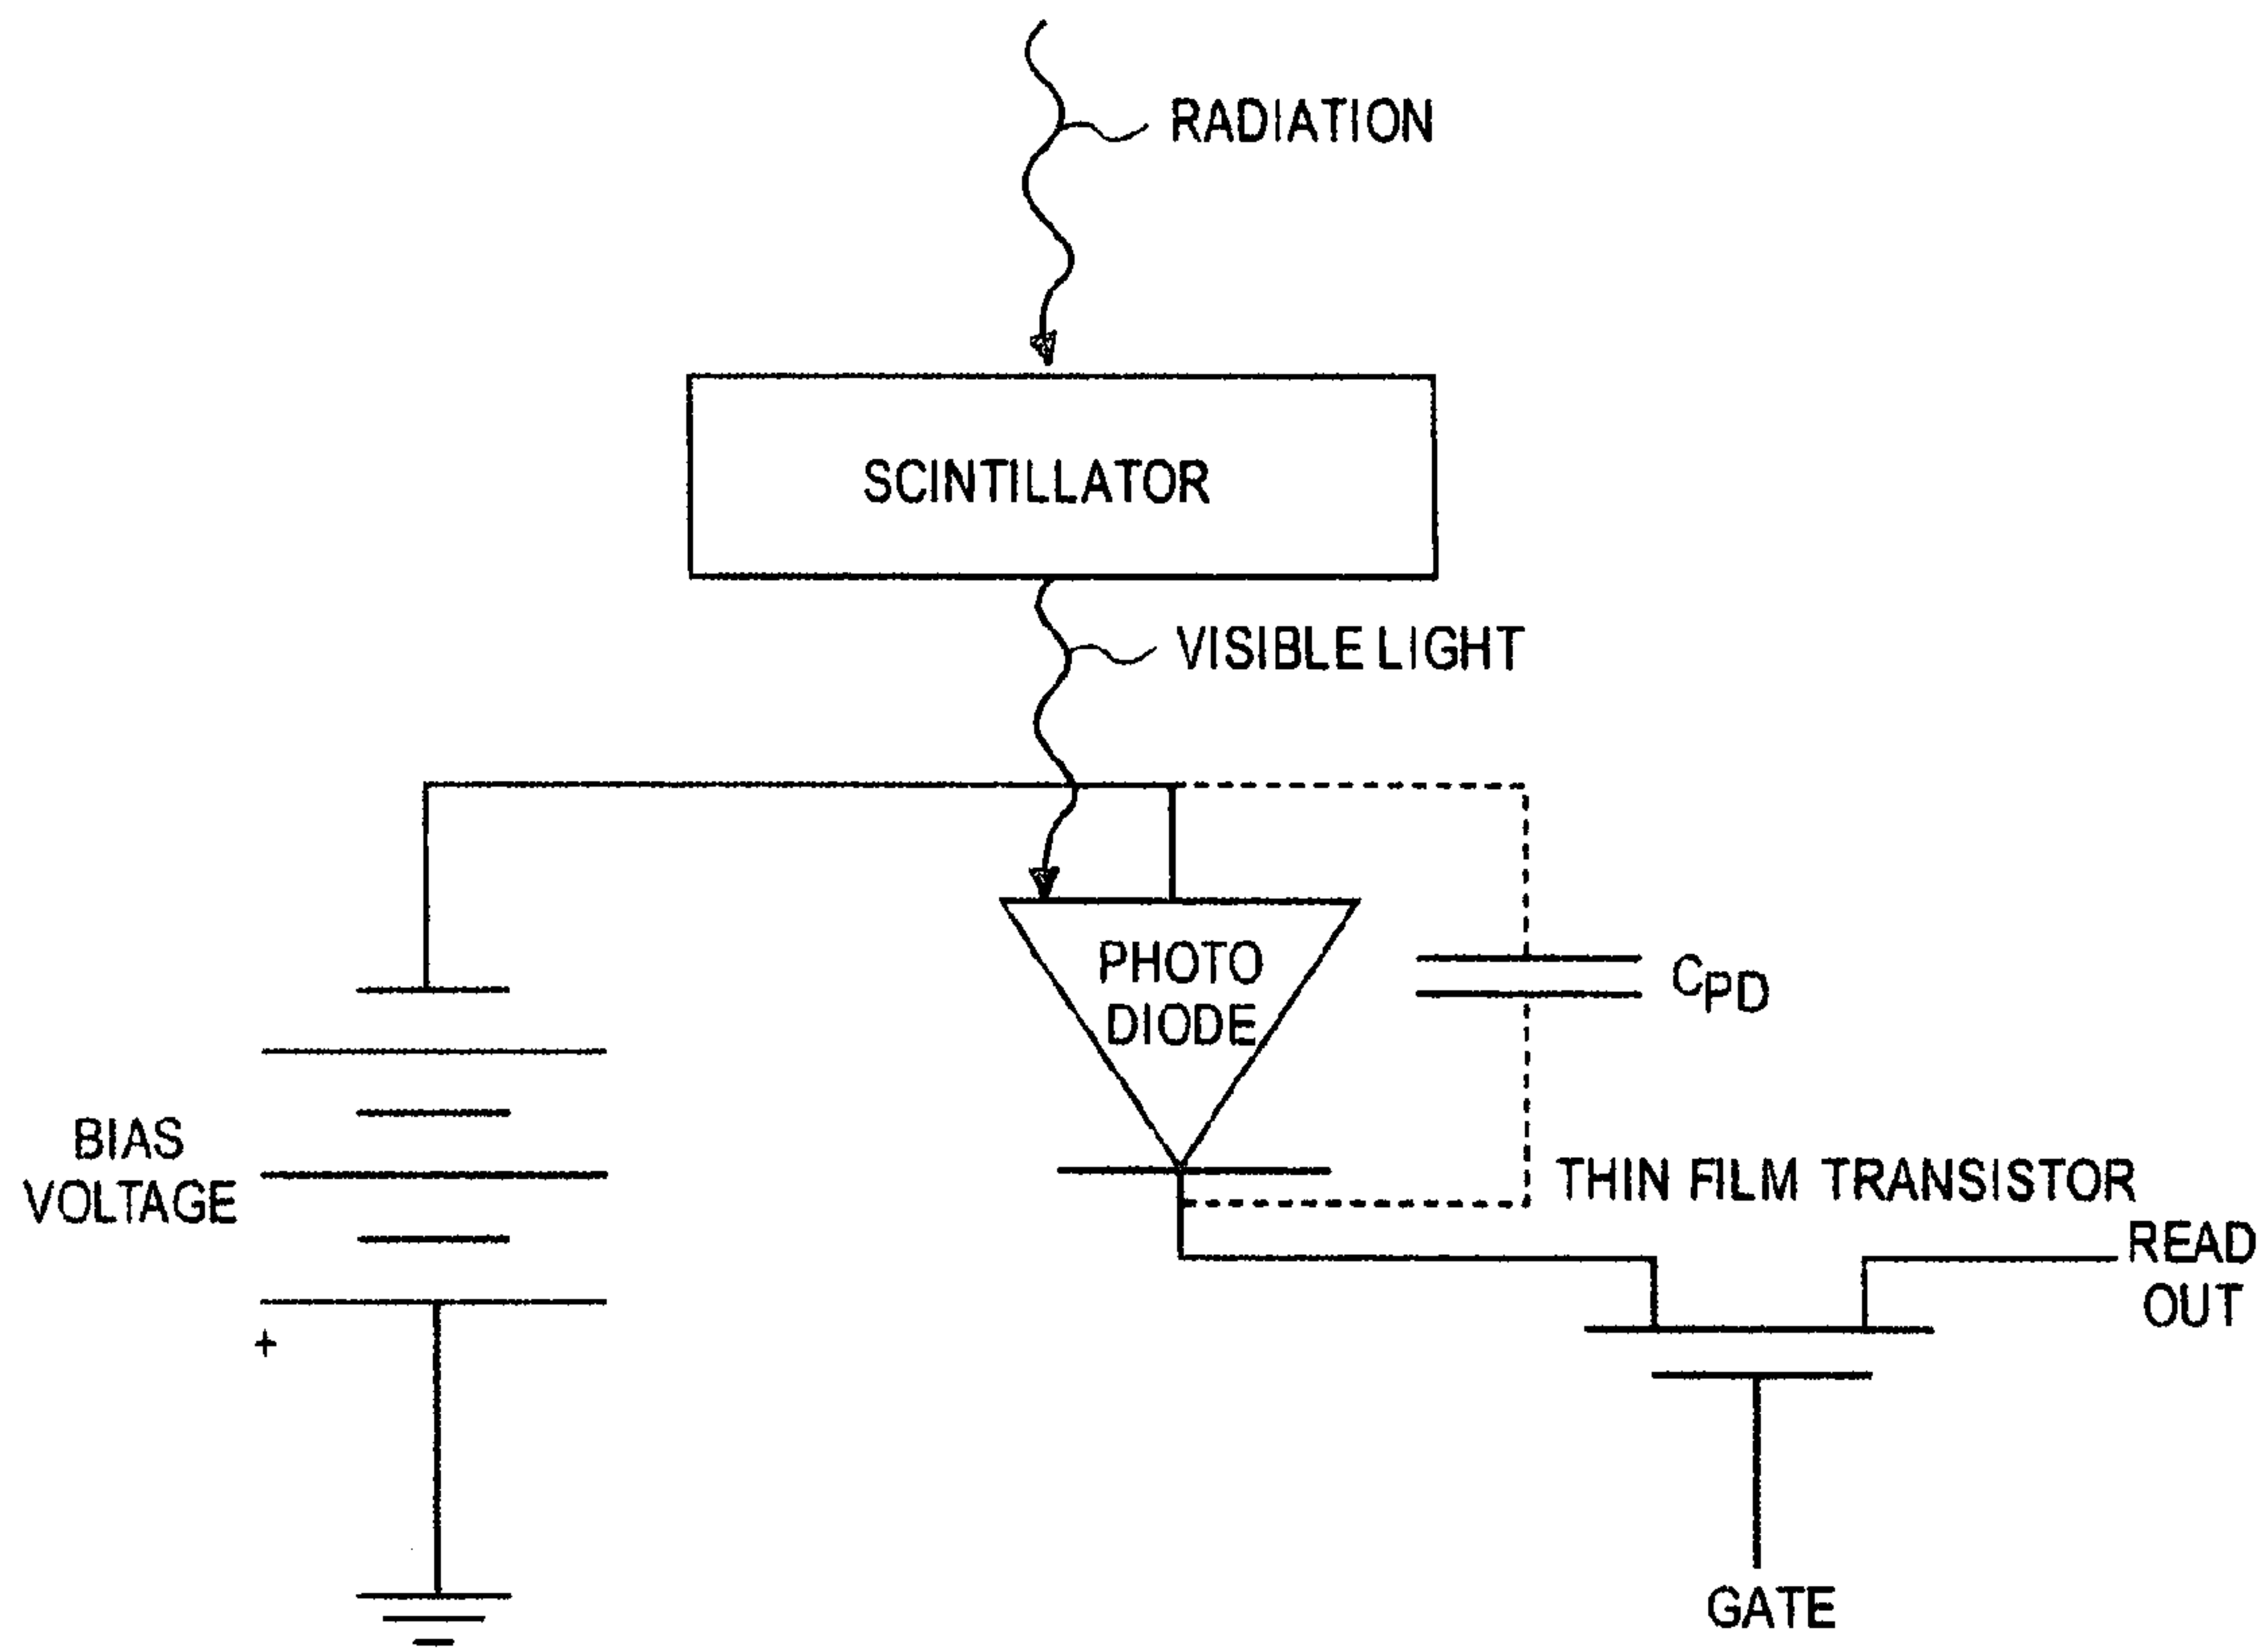 RADIATION
SCINTILLATOR
VISIBLE LIGHT
PHOTO
DIODE
CPD
BIAS
VOLTAGE
+
THIN FILM TRANSISTOR
READ
OUT
GATE